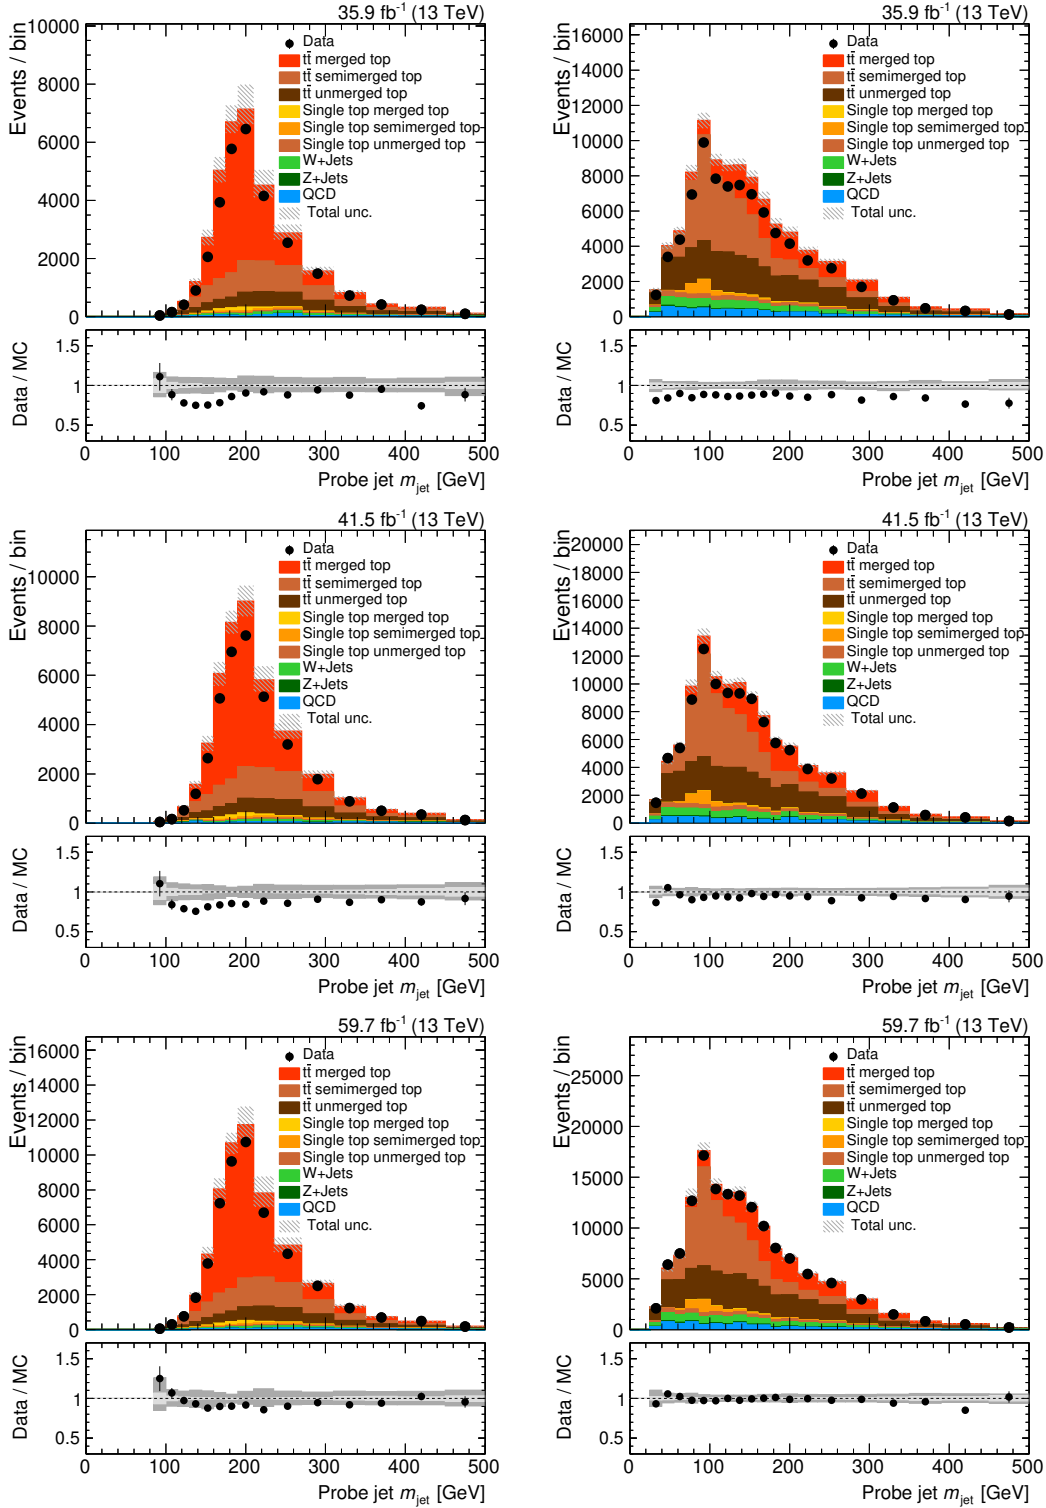 35.9 fb⁻¹ (13 TeV)
Events / bin
10000
8000
6000
4000
2000
0
Data
tt̄ merged top
tt̄ semimerged top
tt̄ unmerged top
Single top merged top
Single top semimerged top
Single top unmerged top
W+Jets
Z+Jets
QCD
Total unc.
Data / MC
1.5
1
0.5
0 100 200 300 400 500
Probe jet m_jet [GeV]
35.9 fb⁻¹ (13 TeV)
Events / bin
16000
14000
12000
10000
8000
6000
4000
2000
0
Data
tt̄ merged top
tt̄ semimerged top
tt̄ unmerged top
Single top merged top
Single top semimerged top
Single top unmerged top
W+Jets
Z+Jets
QCD
Total unc.
Data / MC
1.5
1
0.5
0 100 200 300 400 500
Probe jet m_jet [GeV]
41.5 fb⁻¹ (13 TeV)
Events / bin
10000
8000
6000
4000
2000
0
Data
tt̄ merged top
tt̄ semimerged top
tt̄ unmerged top
Single top merged top
Single top semimerged top
Single top unmerged top
W+Jets
Z+Jets
QCD
Total unc.
Data / MC
1.5
1
0.5
0 100 200 300 400 500
Probe jet m_jet [GeV]
41.5 fb⁻¹ (13 TeV)
Events / bin
20000
18000
16000
14000
12000
10000
8000
6000
4000
2000
0
Data
tt̄ merged top
tt̄ semimerged top
tt̄ unmerged top
Single top merged top
Single top semimerged top
Single top unmerged top
W+Jets
Z+Jets
QCD
Total unc.
Data / MC
1.5
1
0.5
0 100 200 300 400 500
Probe jet m_jet [GeV]
59.7 fb⁻¹ (13 TeV)
Events / bin
16000
14000
12000
10000
8000
6000
4000
2000
0
Data
tt̄ merged top
tt̄ semimerged top
tt̄ unmerged top
Single top merged top
Single top semimerged top
Single top unmerged top
W+Jets
Z+Jets
QCD
Total unc.
Data / MC
1.5
1
0.5
0 100 200 300 400 500
Probe jet m_jet [GeV]
59.7 fb⁻¹ (13 TeV)
Events / bin
25000
20000
15000
10000
5000
0
Data
tt̄ merged top
tt̄ semimerged top
tt̄ unmerged top
Single top merged top
Single top semimerged top
Single top unmerged top
W+Jets
Z+Jets
QCD
Total unc.
Data / MC
1.5
1
0.5
0 100 200 300 400 500
Probe jet m_jet [GeV]